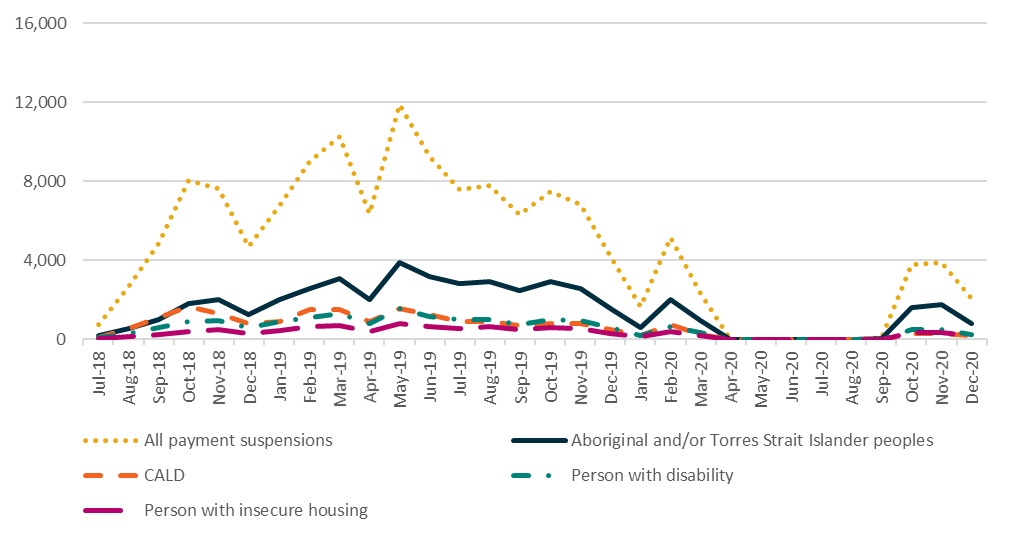 16,000
12,000
8,000
4,000
0
Jul-18
Aug-18
Sep-18
Oct-18
Nov-18
Dec-18
Jan-19
Feb-19
Mar-19
Apr-19
May-19
Jun-19
Jul-19
Aug-19
Sep-19
Oct-19
Nov-19
Dec-19
Jan-20
Feb-20
Mar-20
Apr-20
May-20
Jun-20
Jul-20
Aug-20
Sep-20
Oct-20
Nov-20
Dec-20
All payment suspensions
Aboriginal and/or Torres Strait Islander peoples
CALD
Person with disability
Person with insecure housing